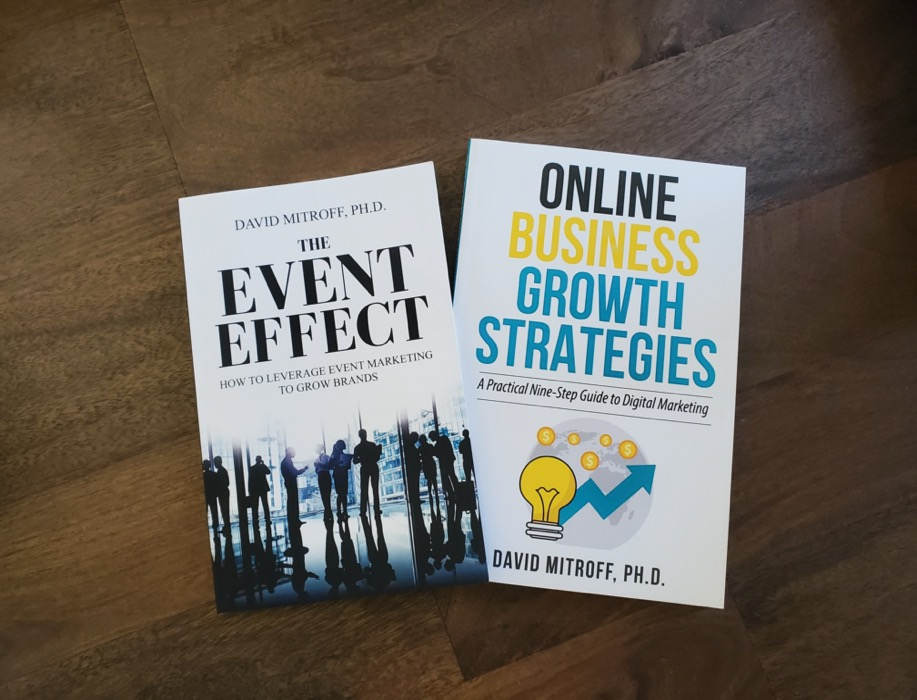 DAVID MITROFF, PH.D.
THE
EVENT
EFFECT
HOW TO LEVERAGE EVENT MARKETING
TO GROW BRANDS
ONLINE
BUSINESS
GROWTH
STRATEGIES
A Practical Nine-Step Guide to Digital Marketing
$ $ $ $
DAVID MITROFF, PH.D.